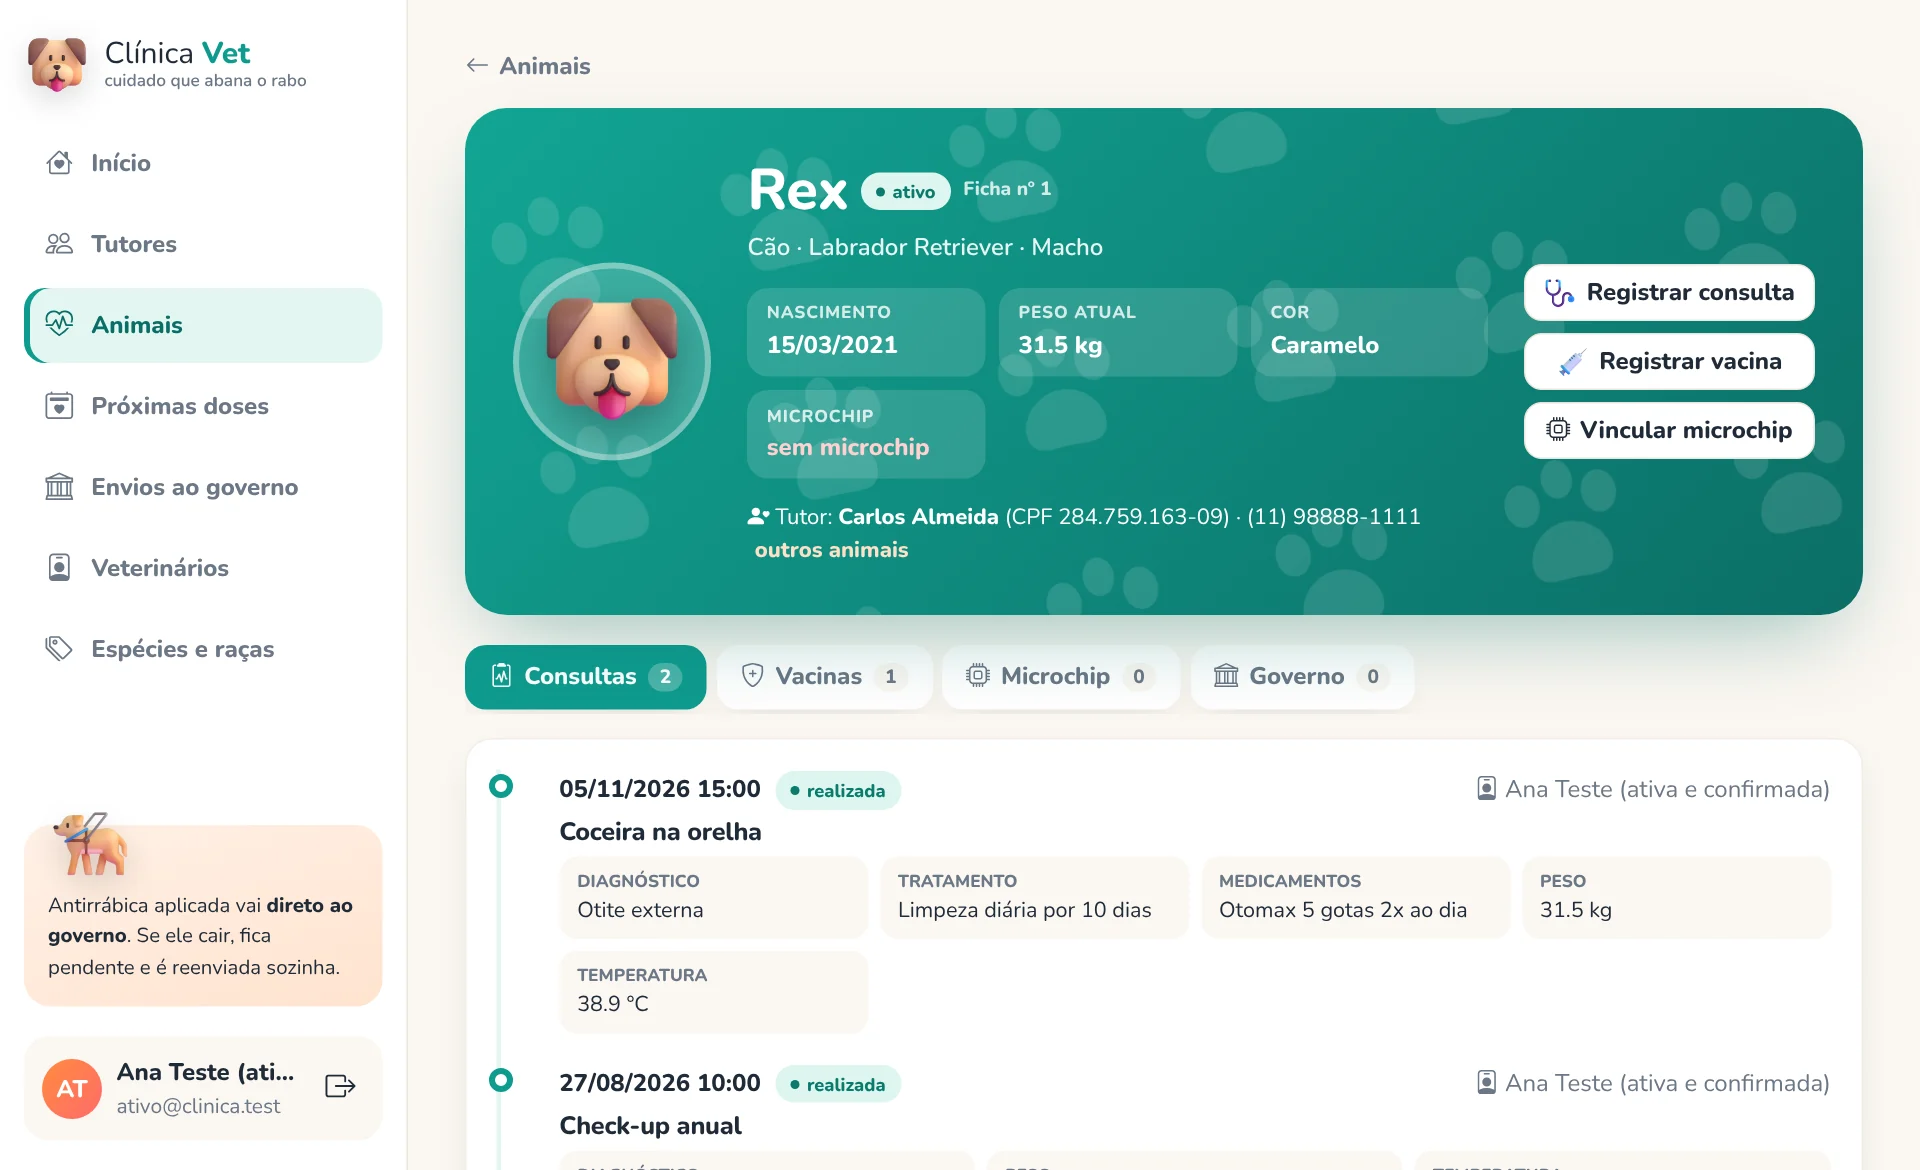 Clínica Vet
cuidado que abana o rabo
Início
Tutores
Animais
Próximas doses
Envios ao governo
Veterinários
Espécies e raças
Antirrábica aplicada vai direto ao
governo. Se ele cair, fica
pendente e é reenviada sozinha.
AT
Ana Teste (ati...
ativo@clinica.test
← Animais
Rex
ativo
Ficha nº 1
Cão · Labrador Retriever · Macho
NASCIMENTO
15/03/2021
PESO ATUAL
31.5 kg
COR
Caramelo
MICROCHIP
sem microchip
Tutor: Carlos Almeida (CPF 284.759.163-09) · (11) 98888-1111
outros animais
Registrar consulta
Registrar vacina
Vincular microchip
Consultas 2
Vacinas 1
Microchip 0
Governo 0
05/11/2026 15:00
realizada
Ana Teste (ativa e confirmada)
Coceira na orelha
DIAGNÓSTICO
Otite externa
TRATAMENTO
Limpeza diária por 10 dias
MEDICAMENTOS
Otomax 5 gotas 2x ao dia
PESO
31.5 kg
TEMPERATURA
38.9 °C
27/08/2026 10:00
realizada
Ana Teste (ativa e confirmada)
Check-up anual